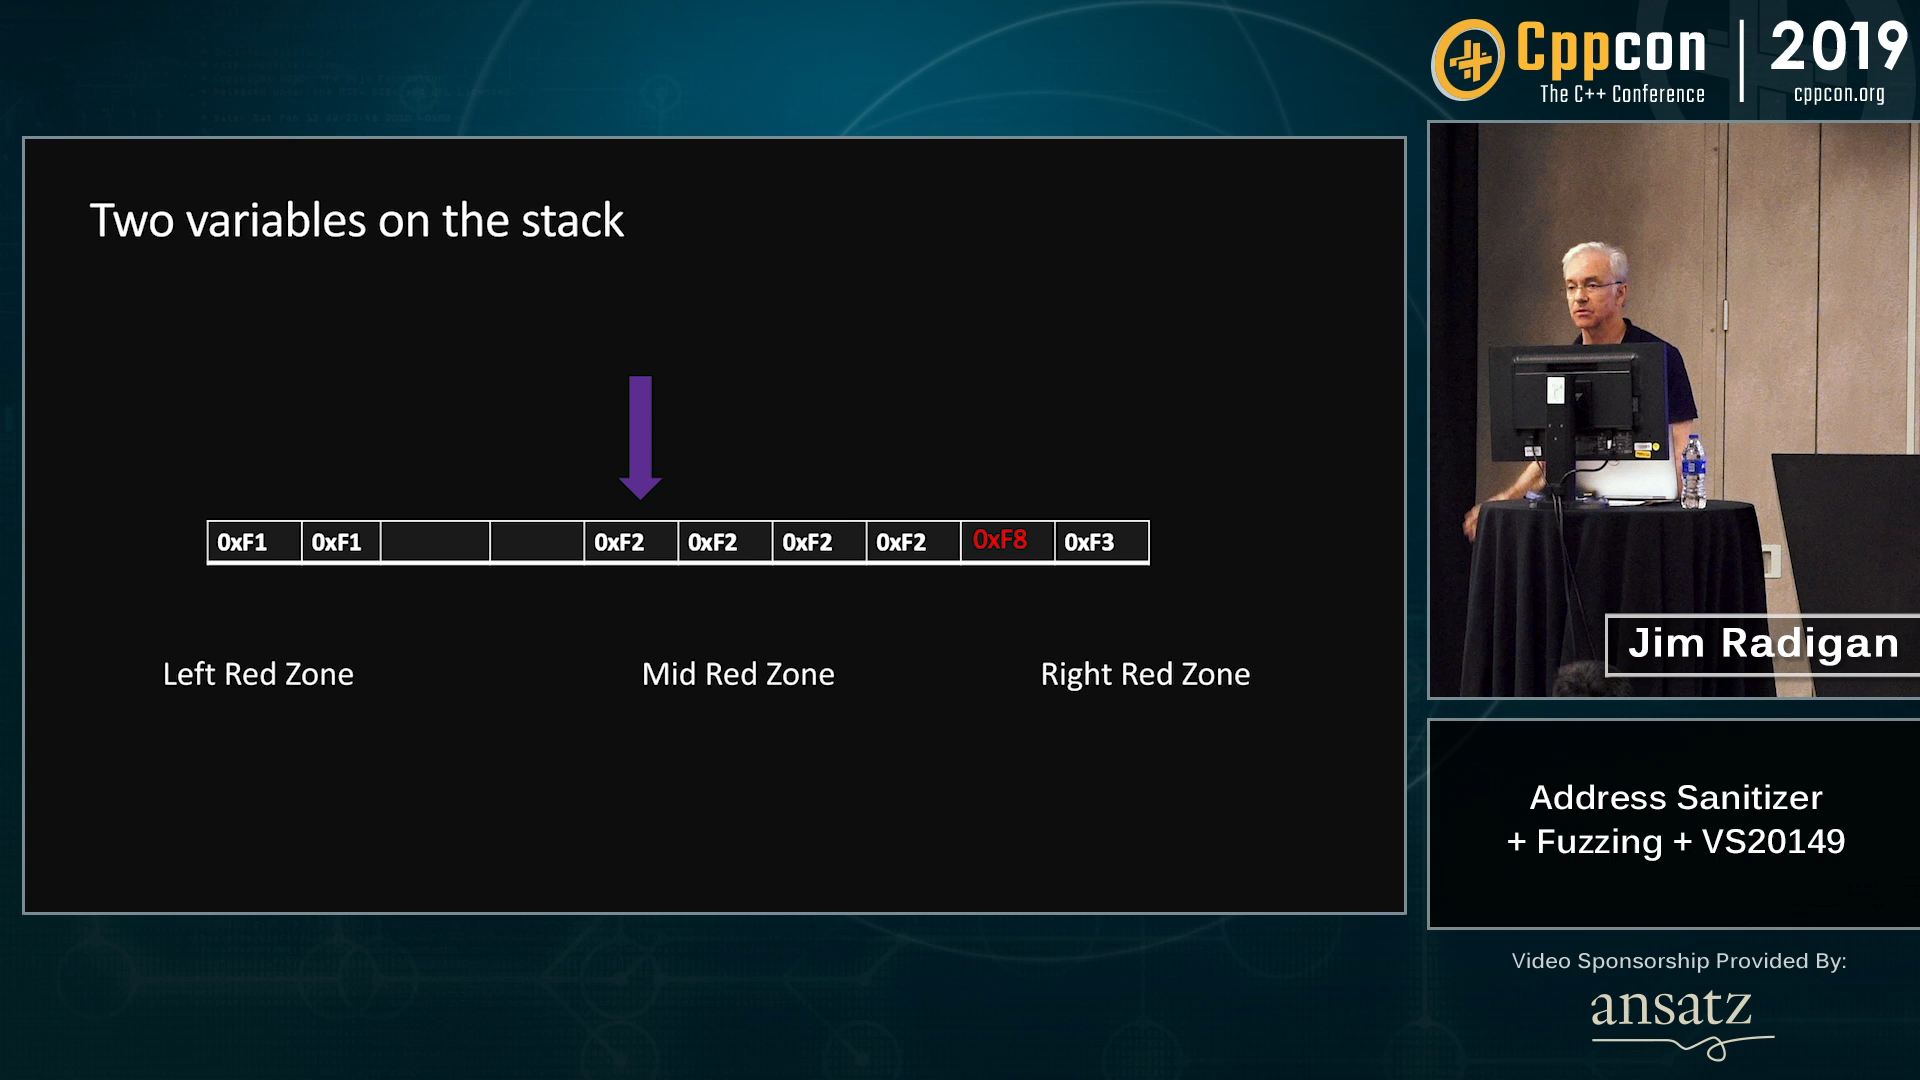 Cppcon
The C++ Conference
2019
cppcon.org
Two variables on the stack
0xF1 0xF1 0xF2 0xF2 0xF2 0xF2 0xF8 0xF3
Left Red Zone Mid Red Zone Right Red Zone
Jim Radigan
Address Sanitizer
+ Fuzzing + VS20149
Video Sponsorship Provided By:
ansatz